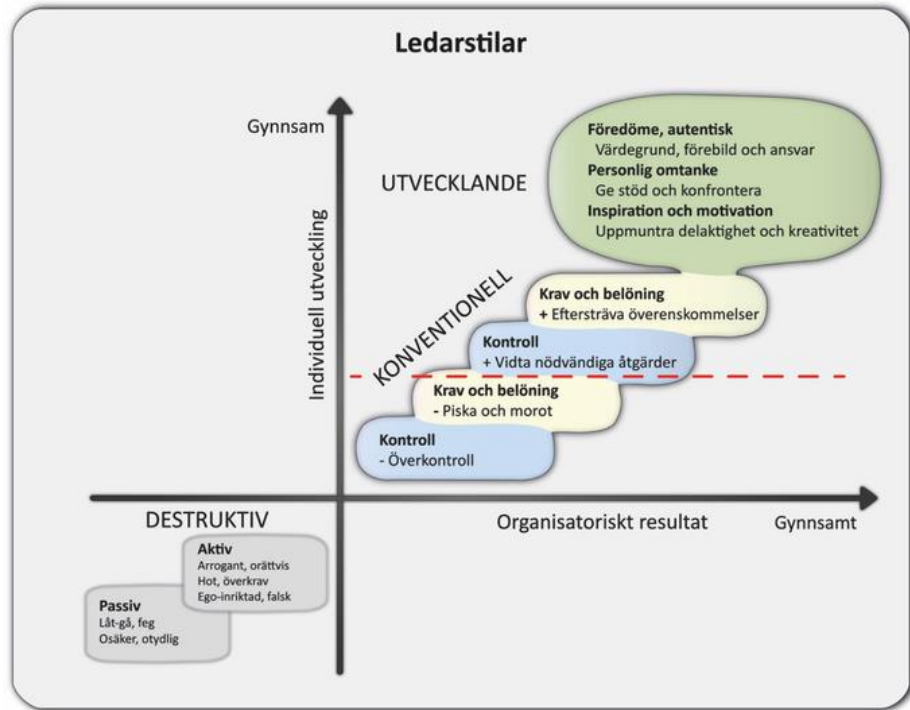 Ledarstilar
Gynnsam
Individuell utveckling
UTVECKLANDE
Föredöme, autentisk
Värdegrund, förebild och ansvar
Personlig omtanke
Ge stöd och konfrontera
Inspiration och motivation
Uppmuntra delaktighet och kreativitet
KONVENTIONELL
Krav och belöning
+ Eftersträva överenskommelser
Kontroll
+ Vidta nödvändiga åtgärder
Krav och belöning
- Piska och morot
Kontroll
- Överkontroll
DESTRUKTIV
Organisatoriskt resultat
Gynnsamt
Aktiv
Arrogant, orättvis
Hot, överkrav
Ego-inriktad, falsk
Passiv
Låt-gå, feg
Osäker, otydlig